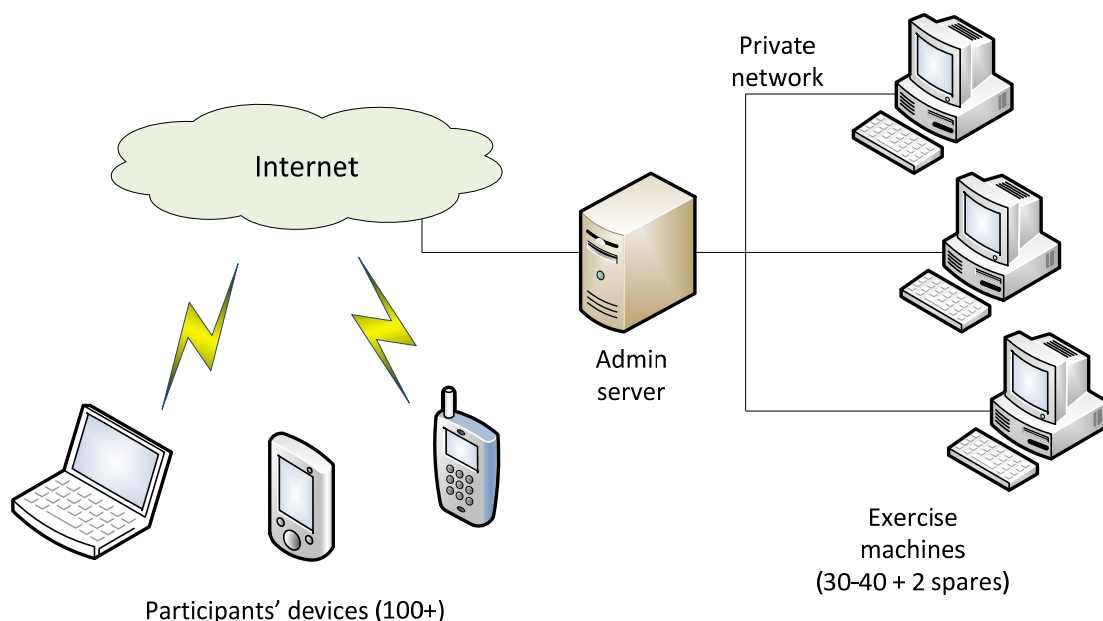 Private
network
Internet
Admin
server
Exercise
machines
(30-40 + 2 spares)
Participants’ devices (100+)